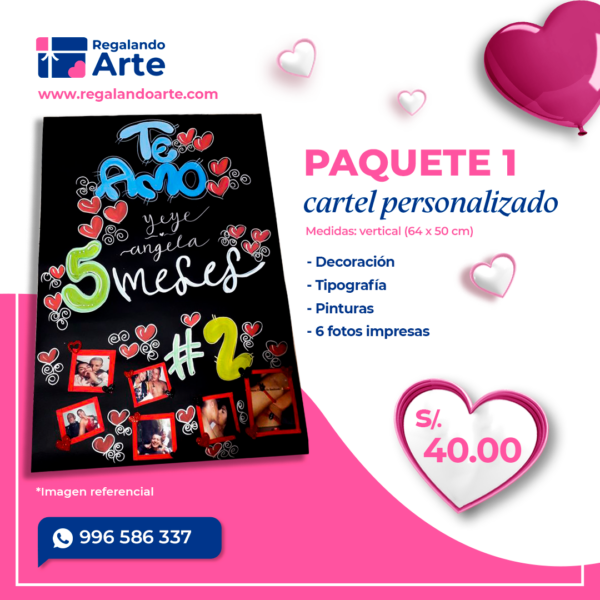 Regalando
Arte
www.regalandoarte.com
TE
AMO
yeye
angela
5 meses
#2
PAQUETE 1
cartel personalizado
Medidas: vertical (64 x 50 cm)
- Decoración
- Tipografía
- Pinturas
- 6 fotos impresas
S/.
40.00
*Imagen referencial
996 586 337